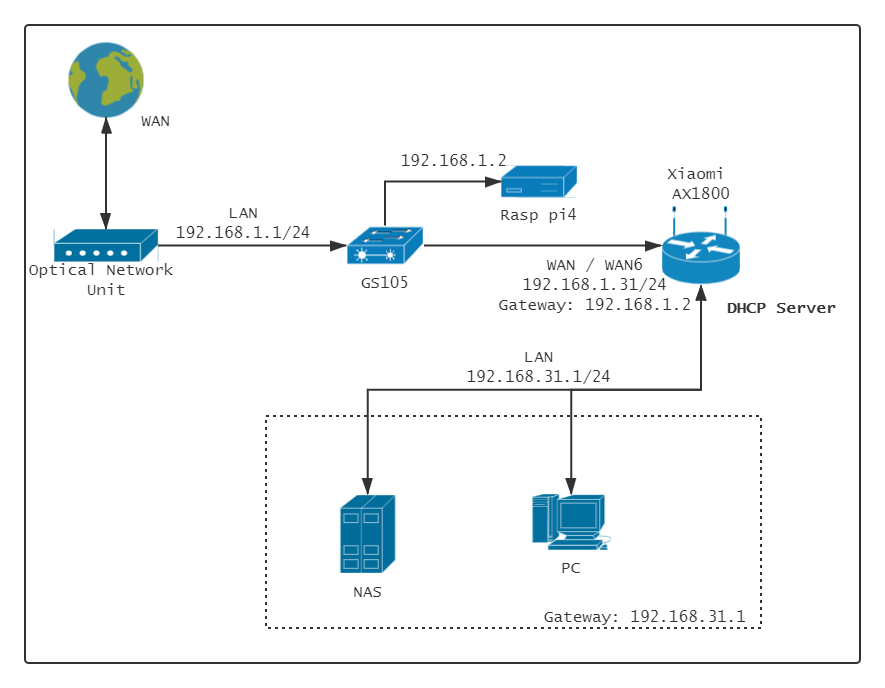 WAN
192.168.1.2
Xiaomi
AX1800
LAN
192.168.1.1/24
Rasp pi4
Optical Network
Unit
GS105
WAN / WAN6
192.168.1.31/24
Gateway: 192.168.1.2
DHCP Server
LAN
192.168.31.1/24
NAS
PC
Gateway: 192.168.31.1